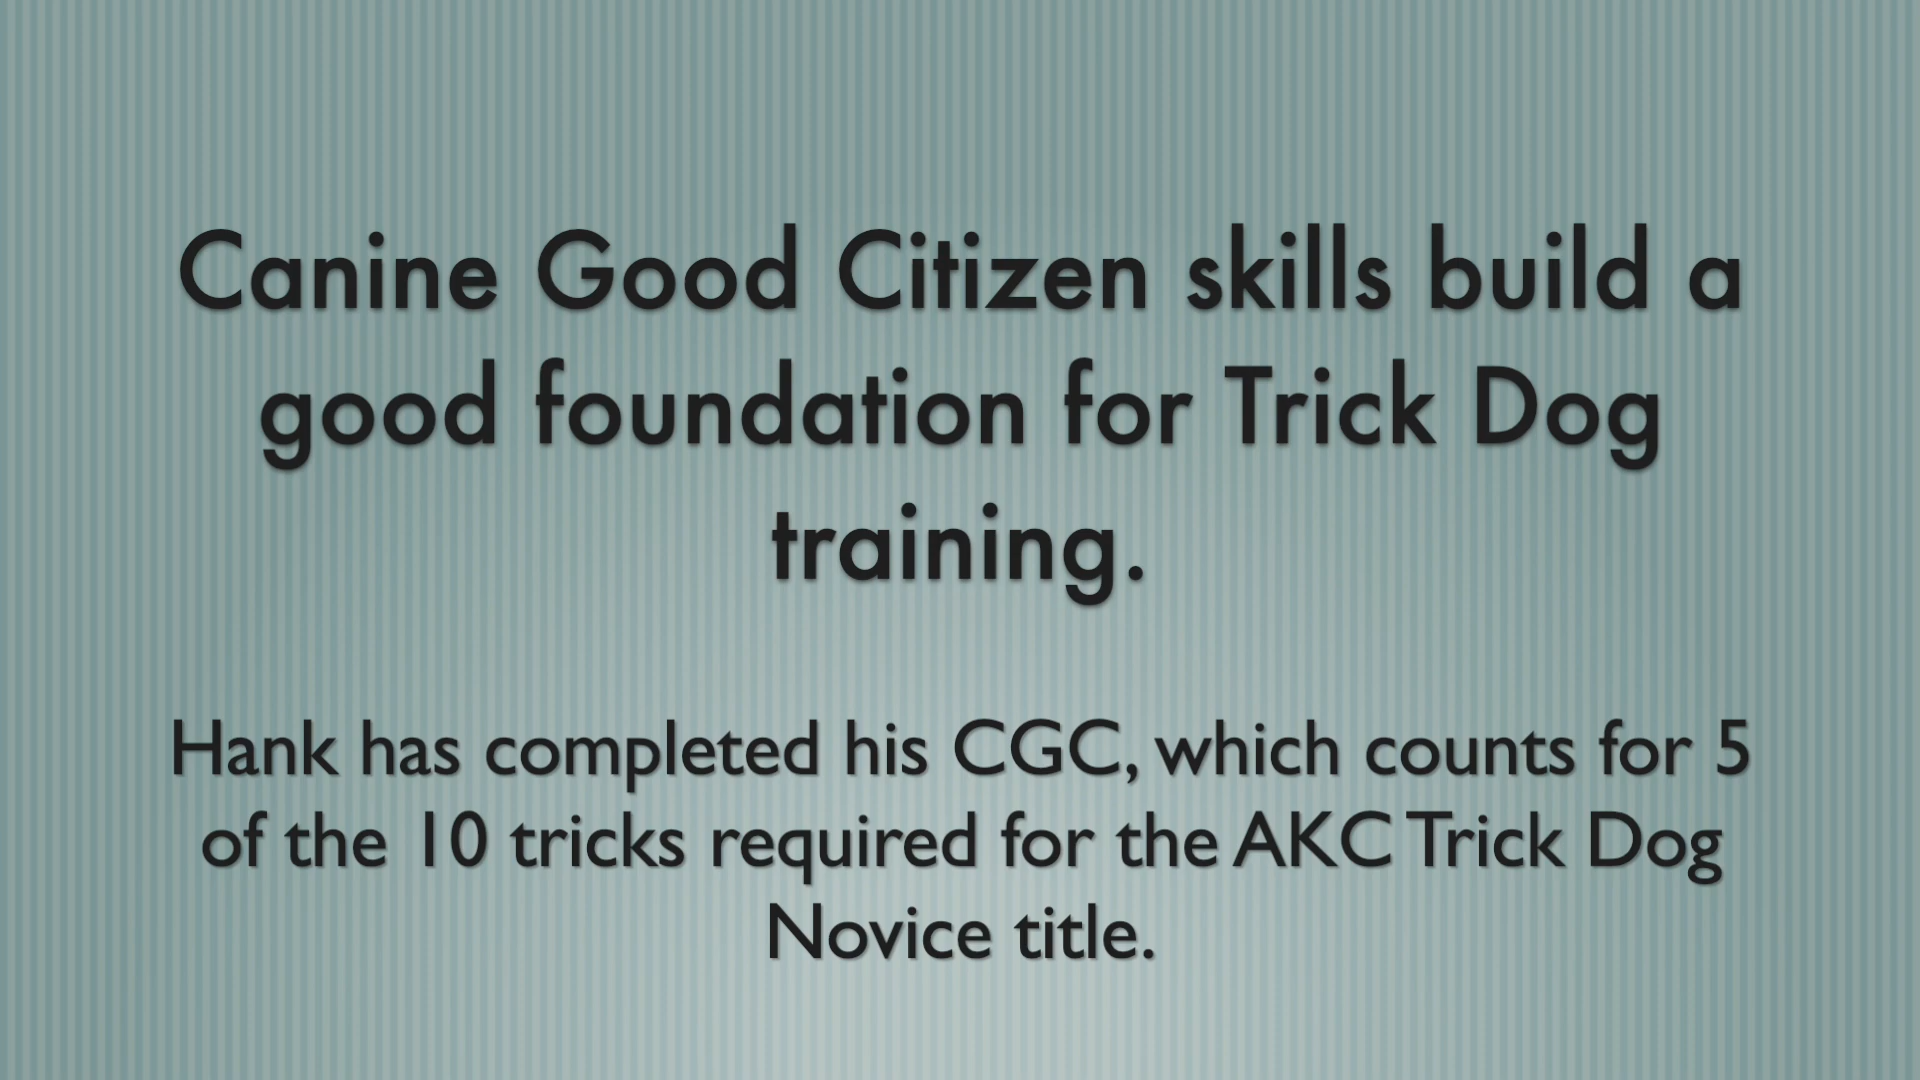 Canine Good Citizen skills build a
good foundation for Trick Dog
training.
Hank has completed his CGC, which counts for 5
of the 10 tricks required for the AKC Trick Dog
Novice title.